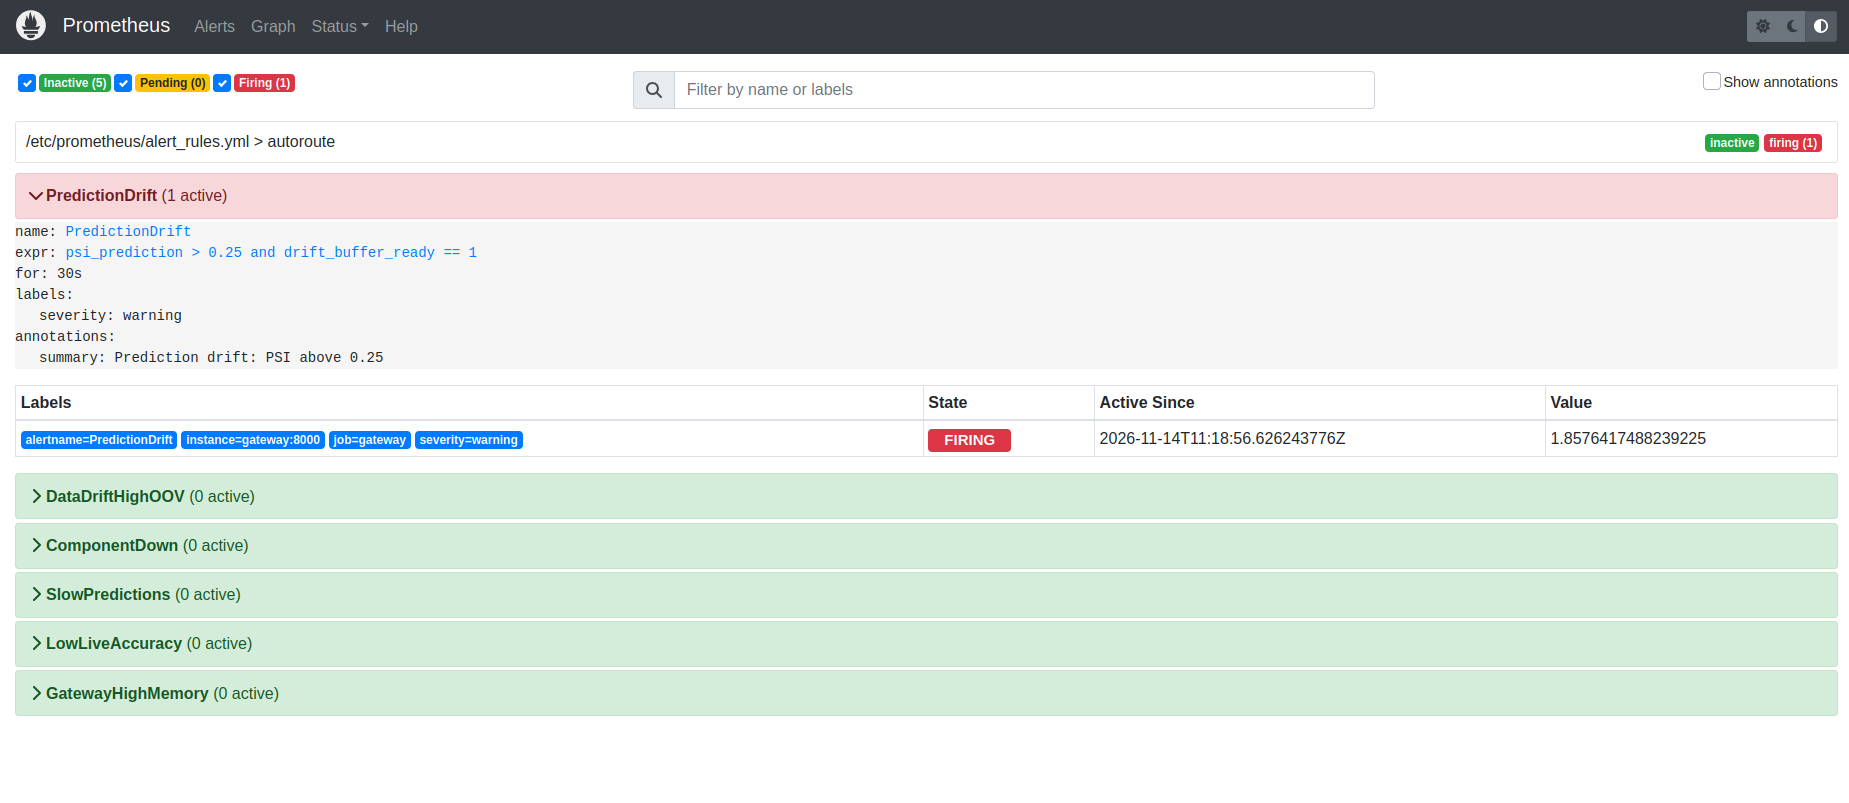 Prometheus Alerts Graph Status Help
Inactive (5) Pending (0) Firing (1)
Filter by name or labels
Show annotations
/etc/prometheus/alert_rules.yml > autoroute
inactive firing (1)
PredictionDrift (1 active)
name: PredictionDrift
expr: psi_prediction > 0.25 and drift_buffer_ready == 1
for: 30s
labels:
severity: warning
annotations:
summary: Prediction drift: PSI above 0.25
Labels State Active Since Value
alertname=PredictionDrift instance=gateway:8000 job=gateway severity=warning FIRING 2026-11-14T11:18:56.626243776Z 1.8576417488239225
DataDriftHighOOV (0 active)
ComponentDown (0 active)
SlowPredictions (0 active)
LowLiveAccuracy (0 active)
GatewayHighMemory (0 active)